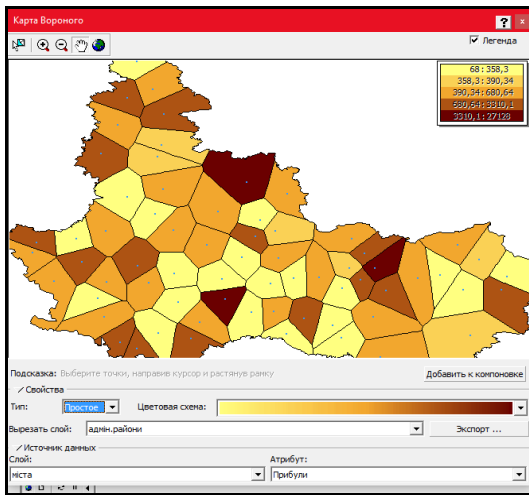 Карта Вороного
Легенда
68 : 358,3
358,3 : 390,34
390,34 : 680,64
680,64 : 3310,1
3310,1 : 27128
Подсказка: Выберите точки, направив курсор и растянув рамку
Добавить к компоновке
Свойства
Тип: Простое Цветовая схема:
Вырезать слой: адмін.райони Экспорт ...
Источник данных
Слой: Атрибут:
міста Прибули